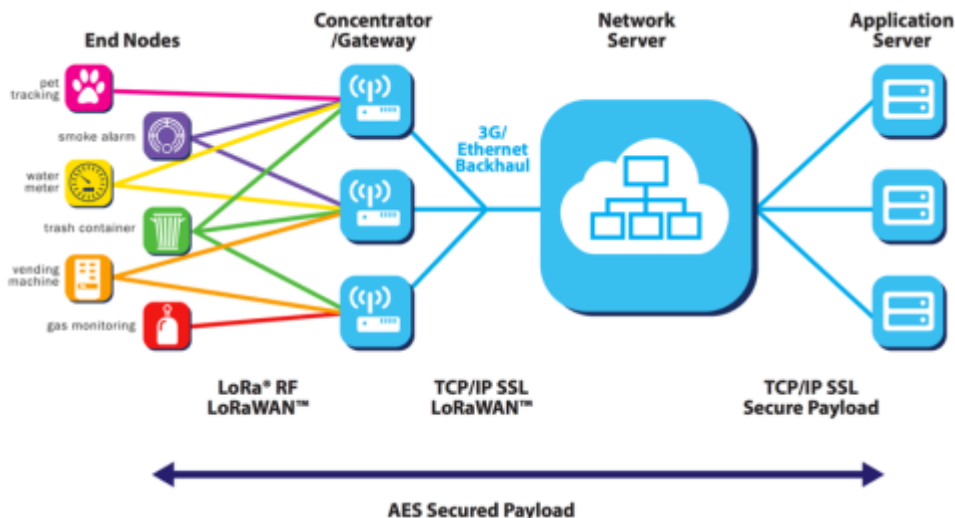 End Nodes
Concentrator
/Gateway
Network
Server
Application
Server
pet
tracking
smoke alarm
water
meter
trash container
vending
machine
gas monitoring
3G/
Ethernet
Backhaul
LoRa® RF
LoRaWAN™
TCP/IP SSL
LoRaWAN™
TCP/IP SSL
Secure Payload
AES Secured Payload